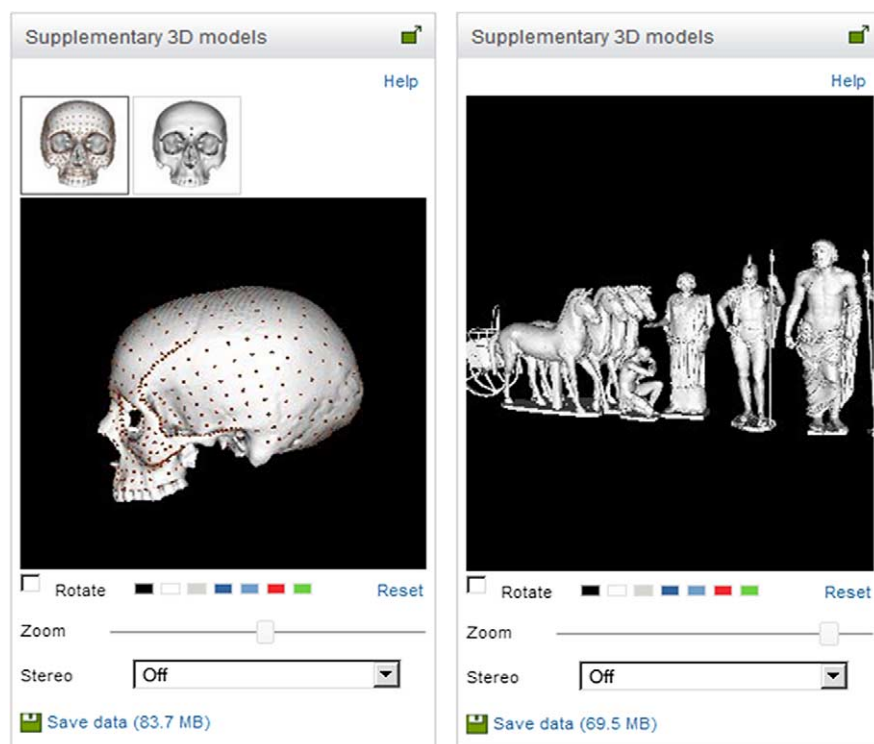 Supplementary 3D models
Help
Rotate
Reset
Zoom
Stereo
Off
Save data (83.7 MB)
Supplementary 3D models
Help
Rotate
Reset
Zoom
Stereo
Off
Save data (69.5 MB)